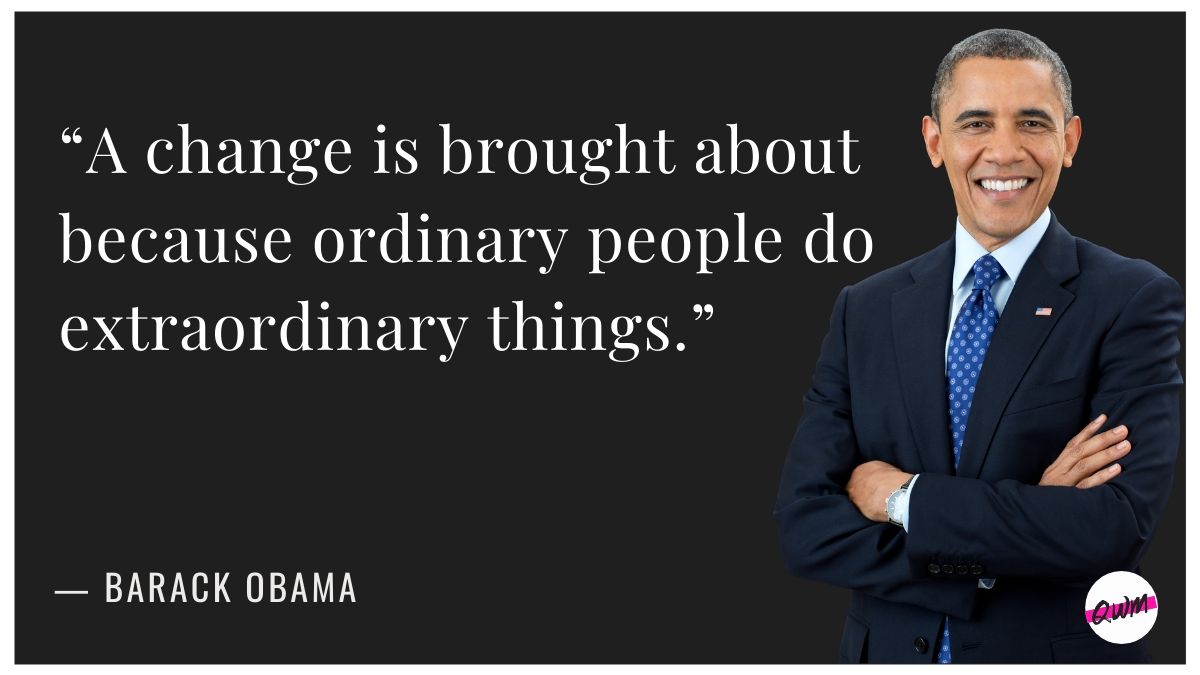 “A change is brought about
because ordinary people do
extraordinary things.”
— BARACK OBAMA
QWM